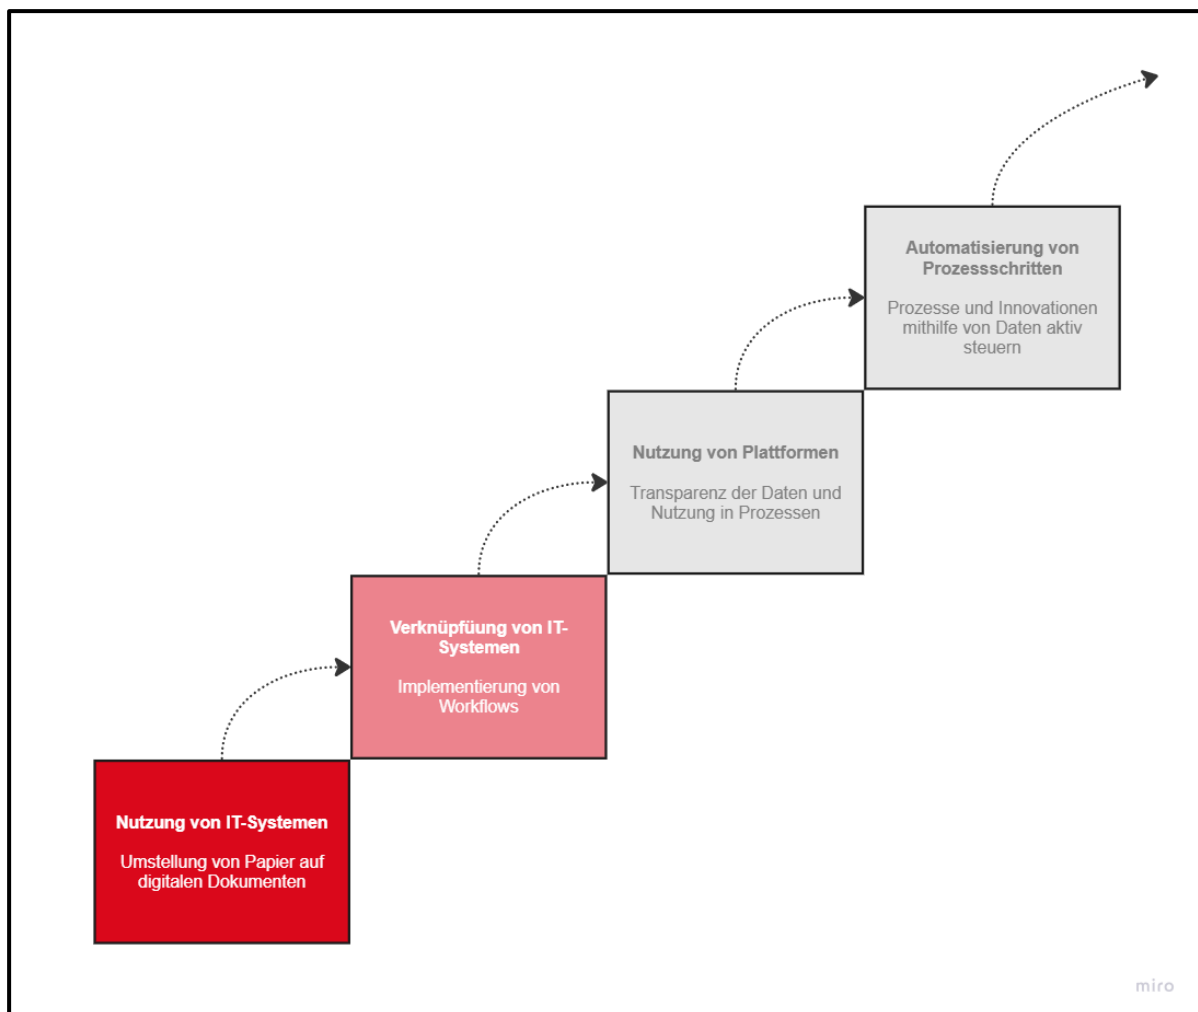 Automatisierung von
Prozessschritten
Prozesse und Innovationen
mithilfe von Daten aktiv
steuern
Nutzung von Plattformen
Transparenz der Daten und
Nutzung in Prozessen
Verknüpfüung von IT-
Systemen
Implementierung von
Workflows
Nutzung von IT-Systemen
Umstellung von Papier auf
digitalen Dokumenten
miro